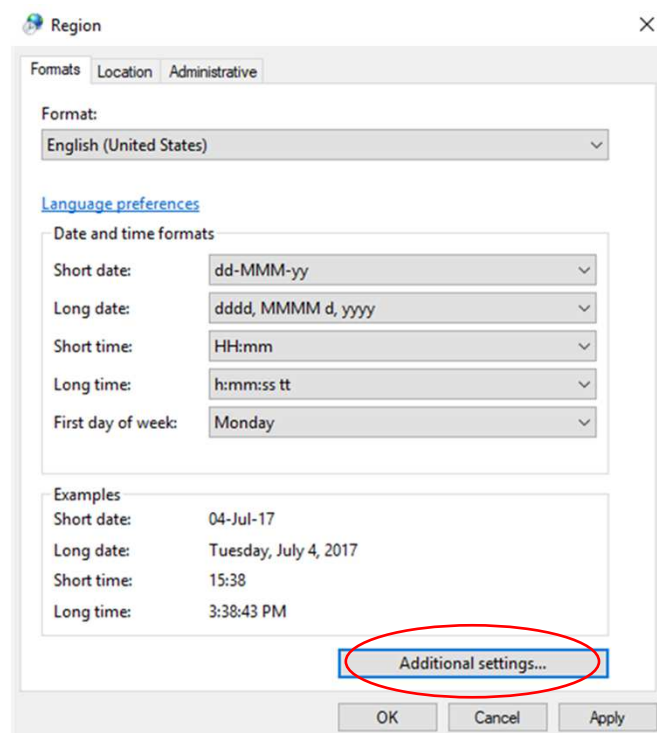 Region
Formats Location Administrative
Format:
English (United States)
Language preferences
Date and time formats
Short date: dd-MMM-yy
Long date: dddd, MMMM d, yyyy
Short time: HH:mm
Long time: h:mm:ss tt
First day of week: Monday
Examples
Short date: 04-Jul-17
Long date: Tuesday, July 4, 2017
Short time: 15:38
Long time: 3:38:43 PM
Additional settings...
OK Cancel Apply